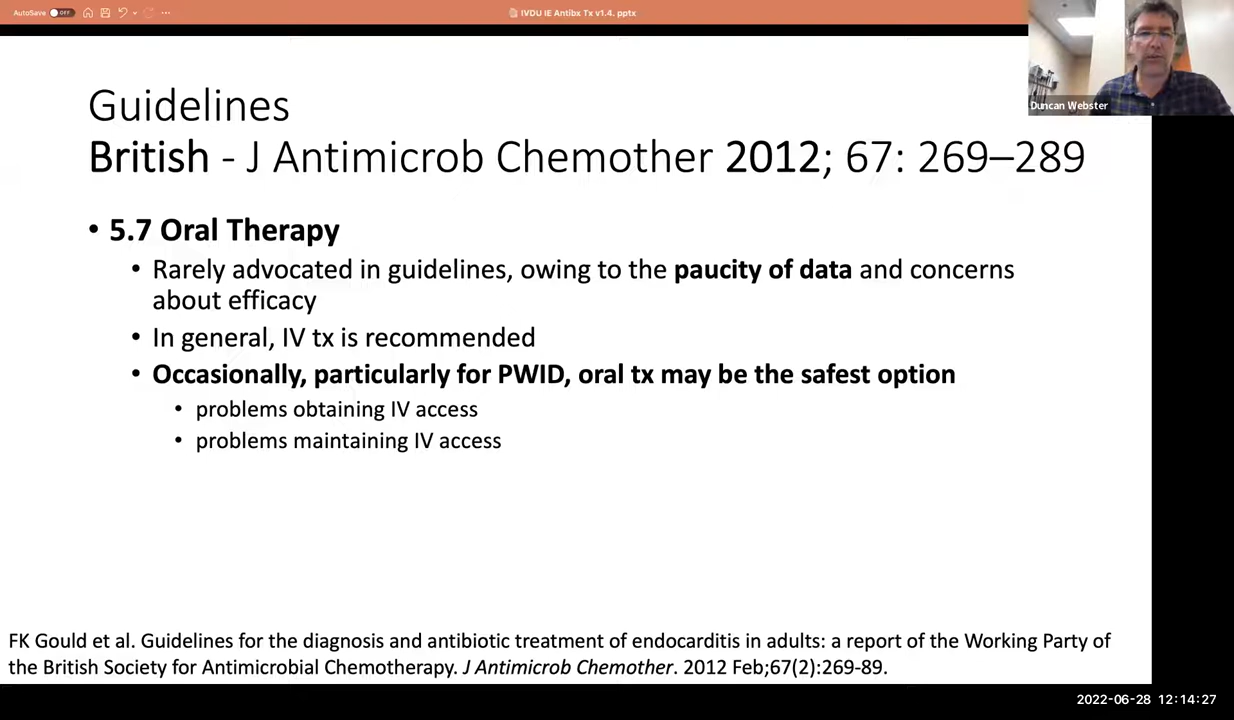 AutoSave OFF
IVDU IE Antibx Tx v1.4. pptx
Duncan Webster
Guidelines
British - J Antimicrob Chemother 2012; 67: 269–289
• 5.7 Oral Therapy
• Rarely advocated in guidelines, owing to the paucity of data and concerns
about efficacy
• In general, IV tx is recommended
• Occasionally, particularly for PWID, oral tx may be the safest option
• problems obtaining IV access
• problems maintaining IV access
FK Gould et al. Guidelines for the diagnosis and antibiotic treatment of endocarditis in adults: a report of the Working Party of
the British Society for Antimicrobial Chemotherapy. J Antimicrob Chemother. 2012 Feb;67(2):269-89.
2022-06-28 12:14:27